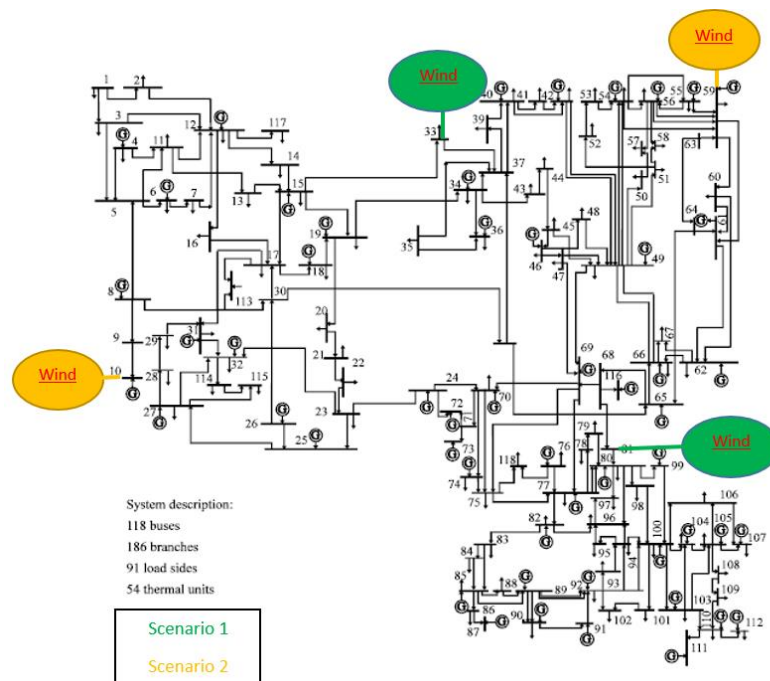 Wind
Wind
1 2 3 4 5 6 7 8 9 10 11 12 13 14 15 16 17 18 19 117
G G G G G G
33 34 35 36 37 39 40 41 42 43 44 45 46 47 48 49
G G G G G
50 51 52 53 54 55 56 57 58 59 60 61 62 63 64 65 66 67
G G G G G G G
Wind
20 21 22 23 24 25 26 27 28 29 30 31 32 113 114 115
G G G G G
68 69 70 71 72 73 74 75 76 77 78 79 80 81 116 118
G G G G G G
Wind
82 83 84 85 86 87 88 89 90 91 92 93 94 95 96 97 98 99
G G G G G G
100 101 102 103 104 105 106 107 108 109 110 111 112
G G G G G
System description:
118 buses
186 branches
91 load sides
54 thermal units
Scenario 1
Scenario 2